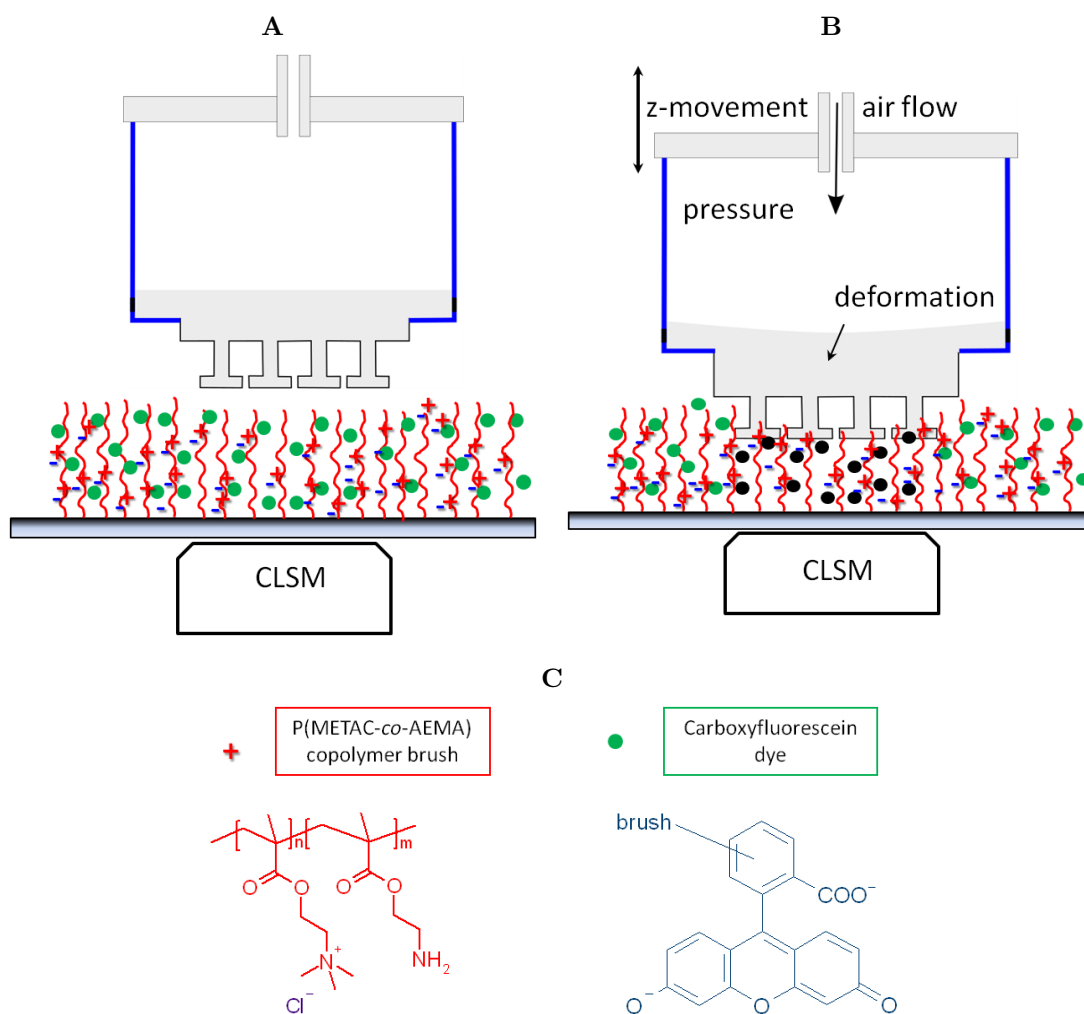 A
B
z-movement
air flow
pressure
deformation
CLSM
CLSM
C
+
P(METAC-co-AEMA)
copolymer brush
Carboxyfluorescein
dye
n
m
O
O
O
O
N+
NH₂
Cl⁻
brush
COO⁻
O⁻
O
O